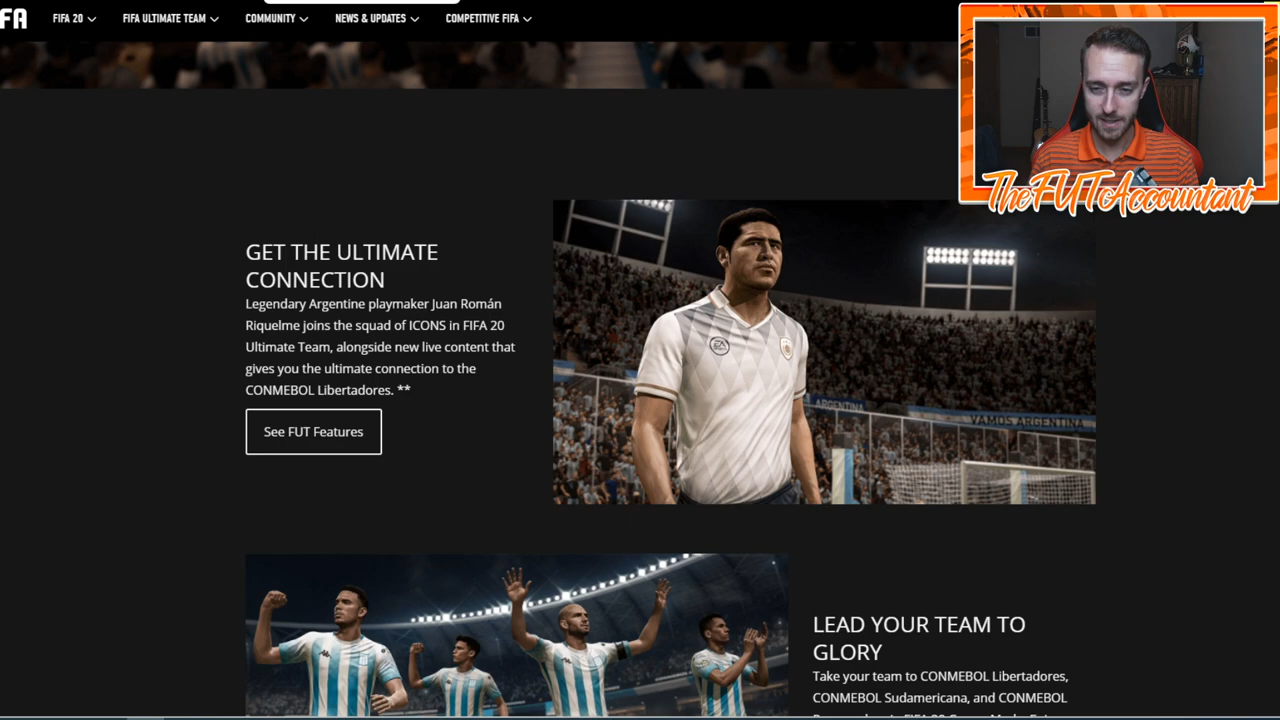 FA
FIFA 20
FIFA ULTIMATE TEAM
COMMUNITY
NEWS & UPDATES
COMPETITIVE FIFA
TheFUTAccountant
GET THE ULTIMATE
CONNECTION
Legendary Argentine playmaker Juan Román
Riquelme joins the squad of ICONS in FIFA 20
Ultimate Team, alongside new live content that
gives you the ultimate connection to the
CONMEBOL Libertadores. **
See FUT Features
EA
ARGENTINA
VAMOS ARGENTINA
LEAD YOUR TEAM TO
GLORY
Take your team to CONMEBOL Libertadores,
CONMEBOL Sudamericana, and CONMEBOL